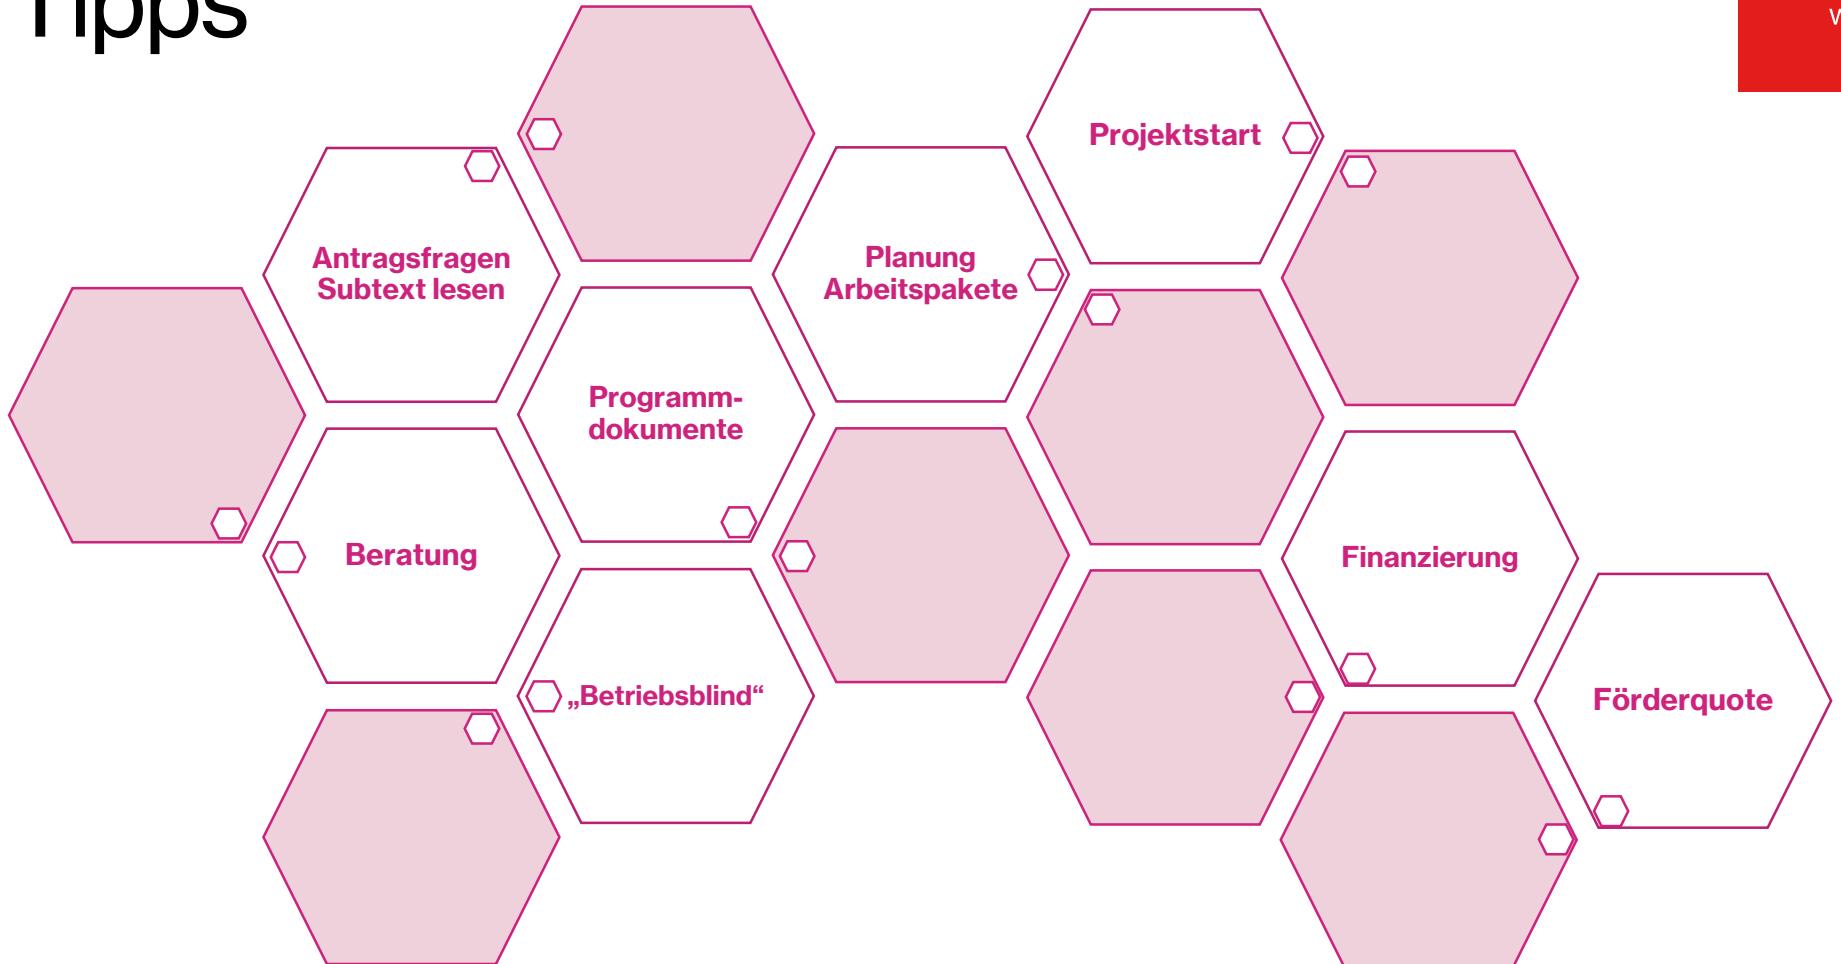 Tipps
W
Projektstart
Antragsfragen
Subtext lesen
Planung
Arbeitspakete
Programm-
dokumente
Beratung
Finanzierung
„Betriebsblind“
Förderquote